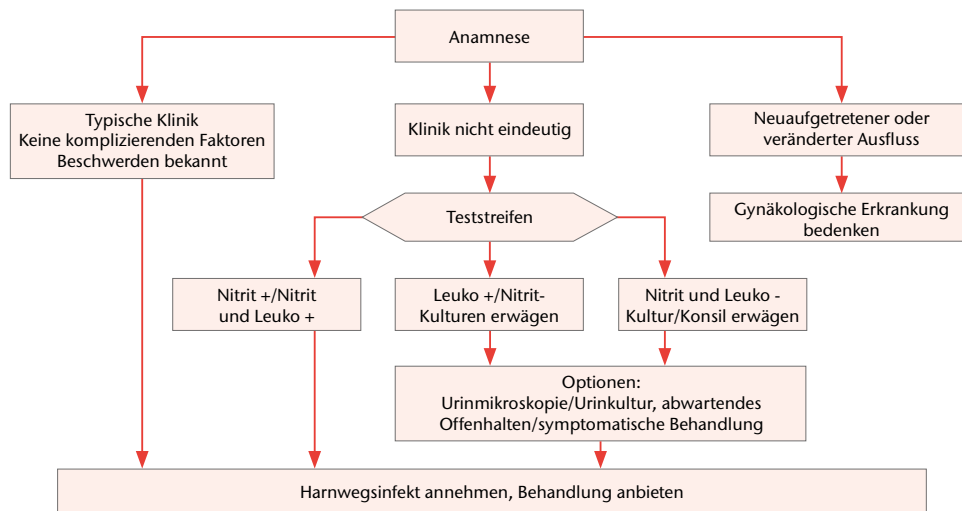 Anamnese
Typische Klinik
Keine komplizierenden Faktoren
Beschwerden bekannt
Klinik nicht eindeutig
Neuaufgetretener oder
veränderter Ausfluss
Teststreifen
Gynäkologische Erkrankung
bedenken
Nitrit +/Nitrit
und Leuko +
Leuko +/Nitrit-
Kulturen erwägen
Nitrit und Leuko -
Kultur/Konsil erwägen
Optionen:
Urinmikroskopie/Urinkultur, abwartendes
Offenhalten/symptomatische Behandlung
Harnwegsinfekt annehmen, Behandlung anbieten